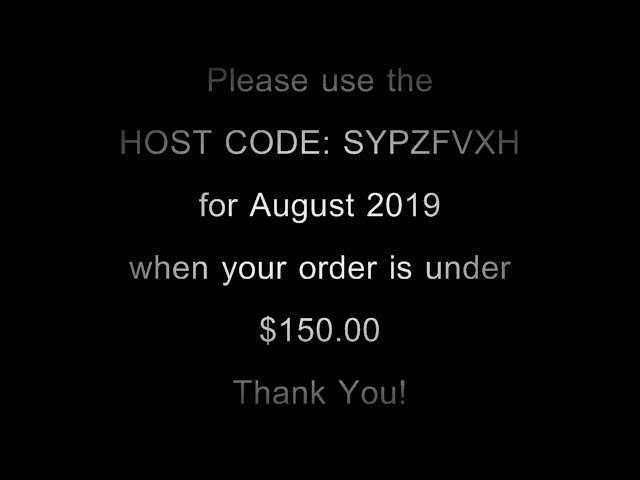 Please use the
HOST CODE: SYPZFVXH
for August 2019
when your order is under
$150.00
Thank You!